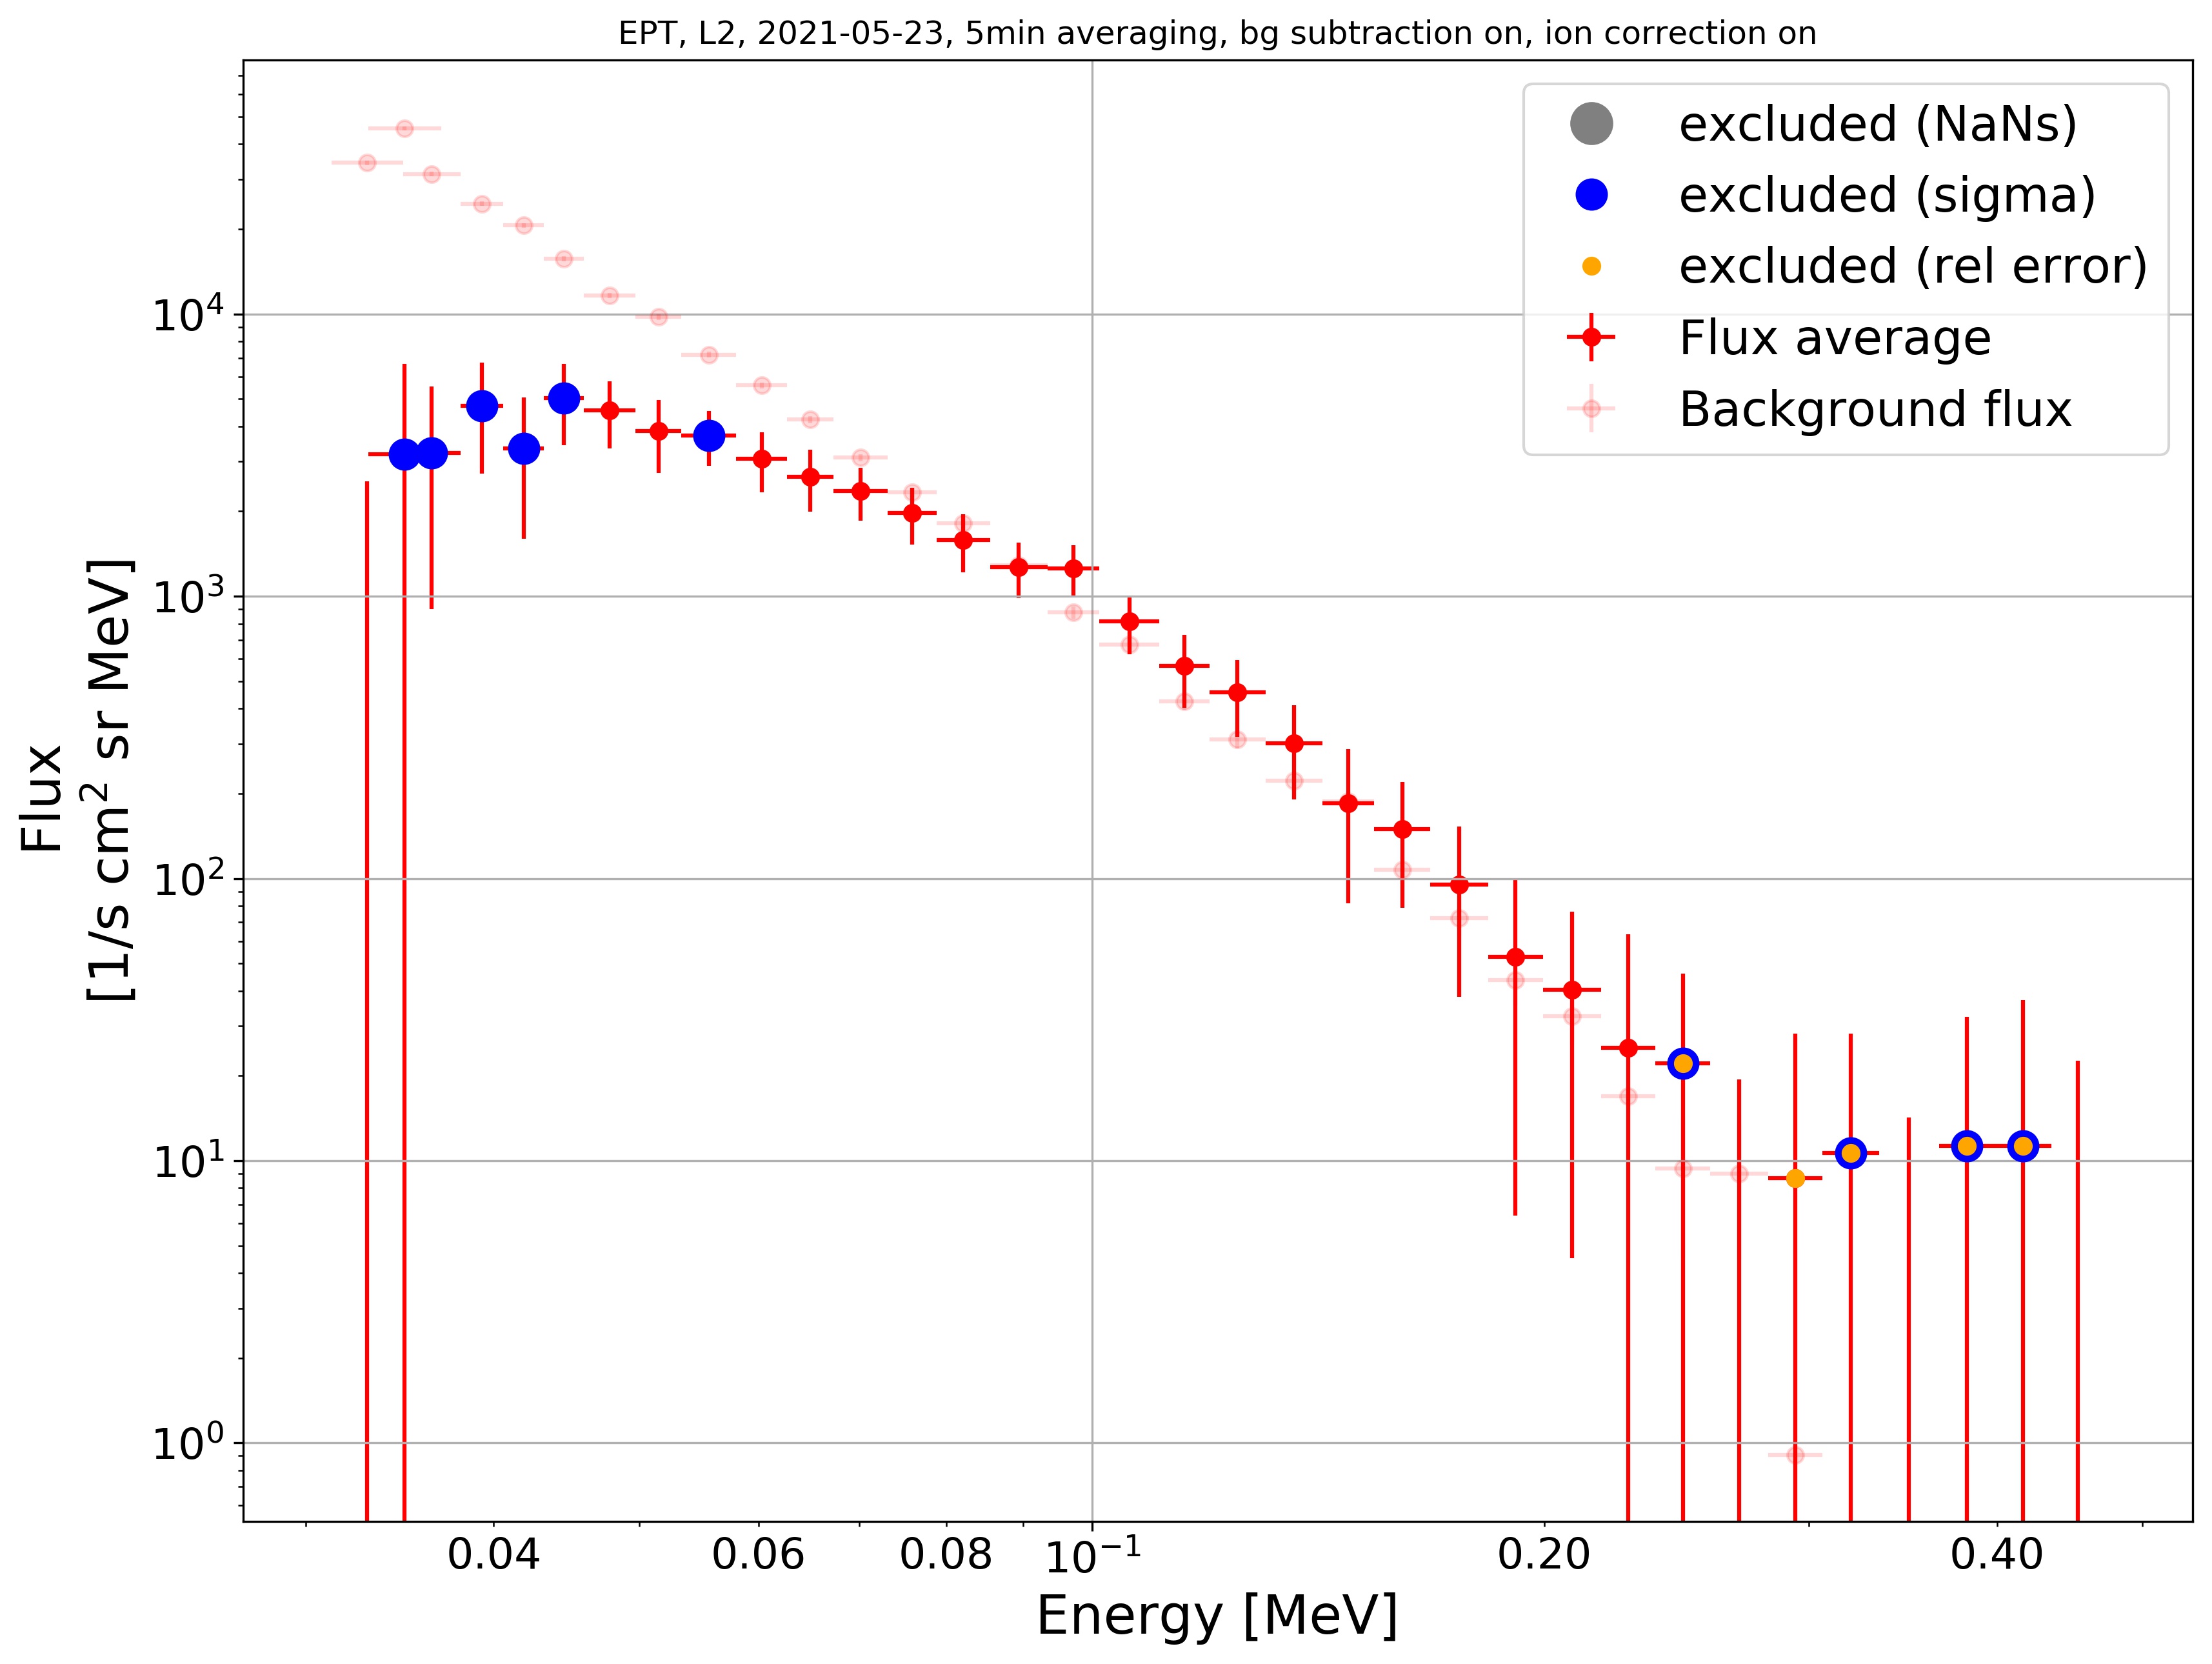 EPT, L2, 2021-05-23, 5min averaging, bg subtraction on, ion correction on
excluded (NaNs)
excluded (sigma)
excluded (rel error)
Flux average
Background flux
10⁴
10³
10²
10¹
10⁰
Flux
[1/s cm² sr MeV]
0.04
0.06
0.08
10⁻¹
0.20
0.40
Energy [MeV]